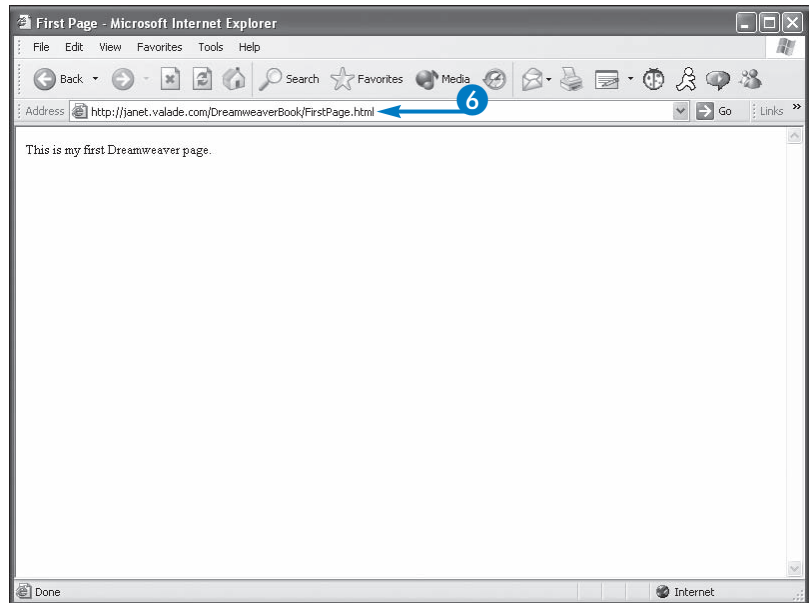 First Page - Microsoft Internet Explorer
File Edit View Favorites Tools Help
Back Search Favorites Media
6
Address http://janet.valade.com/DreamweaverBook/FirstPage.html Go Links »
This is my first Dreamweaver page.
Done Internet